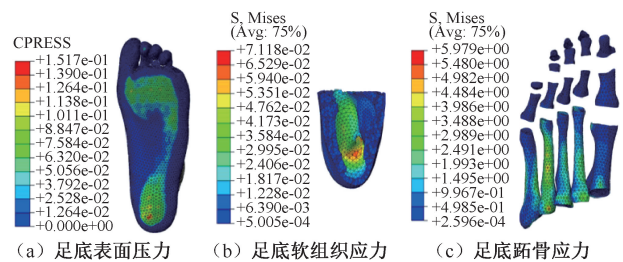 CPRESS
+1.517e-01
+1.390e-01
+1.264e-01
+1.138e-01
+1.011e-01
+8.847e-02
+7.584e-02
+6.320e-02
+5.056e-02
+3.792e-02
+2.528e-02
+1.264e-02
+0.000e+00
(a) 足底表面压力
S, Mises
(Avg: 75%)
+7.118e-02
+6.529e-02
+5.940e-02
+5.351e-02
+4.762e-02
+4.173e-02
+3.584e-02
+2.995e-02
+2.406e-02
+1.817e-02
+1.228e-02
+6.390e-03
+5.005e-04
(b) 足底软组织应力
S, Mises
(Avg: 75%)
+5.979e+00
+5.480e+00
+4.982e+00
+4.484e+00
+3.986e+00
+3.488e+00
+2.989e+00
+2.491e+00
+1.993e+00
+1.495e+00
+9.967e-01
+4.985e-01
+2.596e-04
(c) 足底跖骨应力